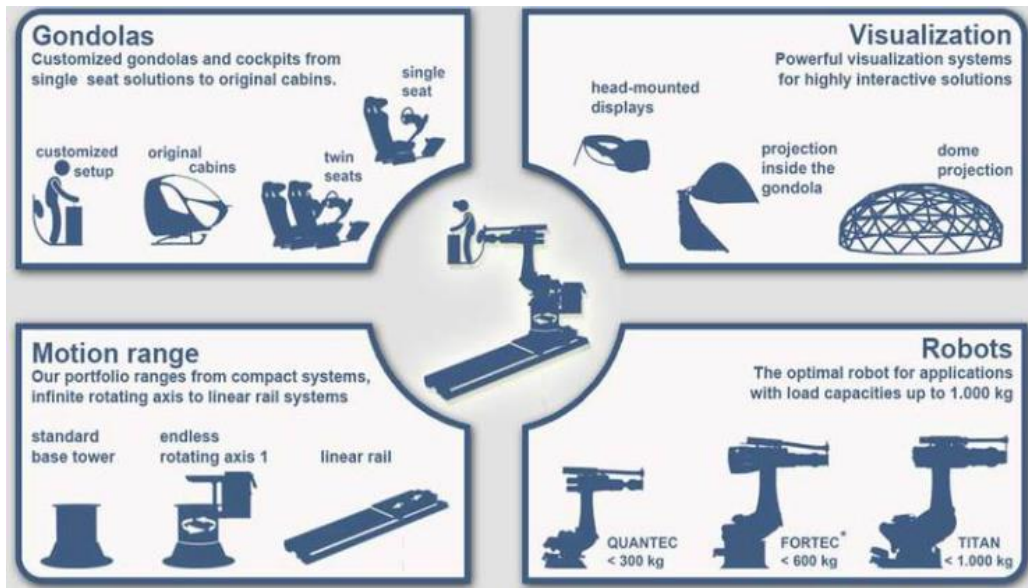 Gondolas
Customized gondolas and cockpits from
single seat solutions to original cabins.
single
seat
customized
setup
original
cabins
twin
seats
Visualization
Powerful visualization systems
for highly interactive solutions
head-mounted
displays
projection
inside the
gondola
dome
projection
Motion range
Our portfolio ranges from compact systems,
infinite rotating axis to linear rail systems
standard
base tower
endless
rotating axis 1
linear rail
Robots
The optimal robot for applications
with load capacities up to 1.000 kg
QUANTEC
< 300 kg
FORTEC*
< 600 kg
TITAN
< 1.000 kg